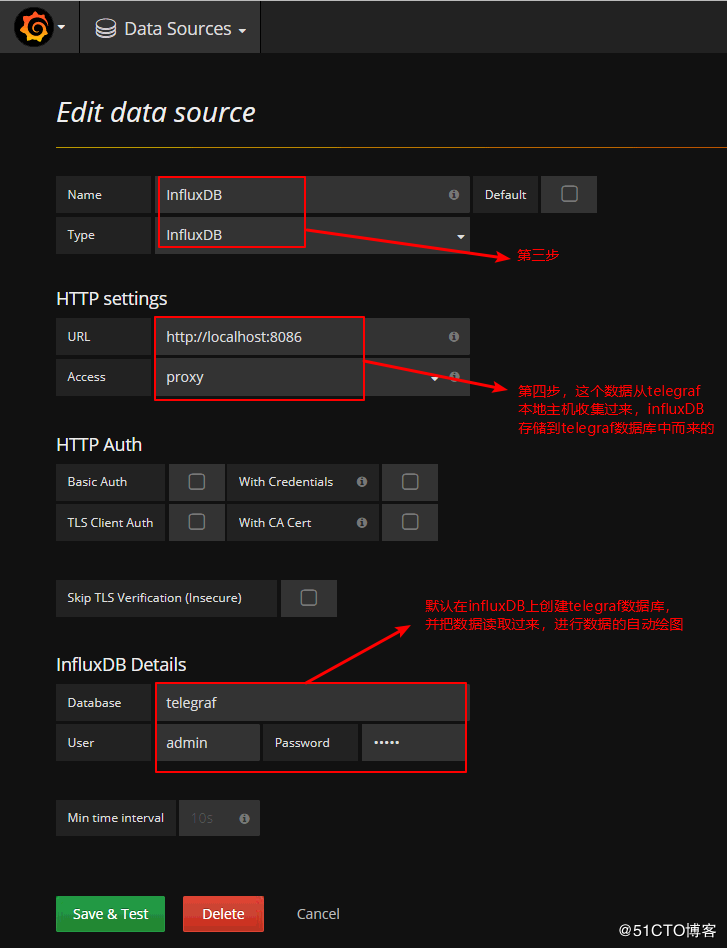 Data Sources
Edit data source
Name
InfluxDB
Default
Type
InfluxDB
第三步
HTTP settings
URL
http://localhost:8086
Access
proxy
第四步，这个数据从telegraf
本地主机收集过来，influxDB
存储到telegraf数据库中而来的
HTTP Auth
Basic Auth
With Credentials
TLS Client Auth
With CA Cert
Skip TLS Verification (Insecure)
默认在influxDB上创建telegraf数据库，
并把数据读取过来，进行数据的自动绘图
InfluxDB Details
Database
telegraf
User
admin
Password
•••••
Min time interval
10s
Save & Test
Delete
Cancel
@51CTO博客